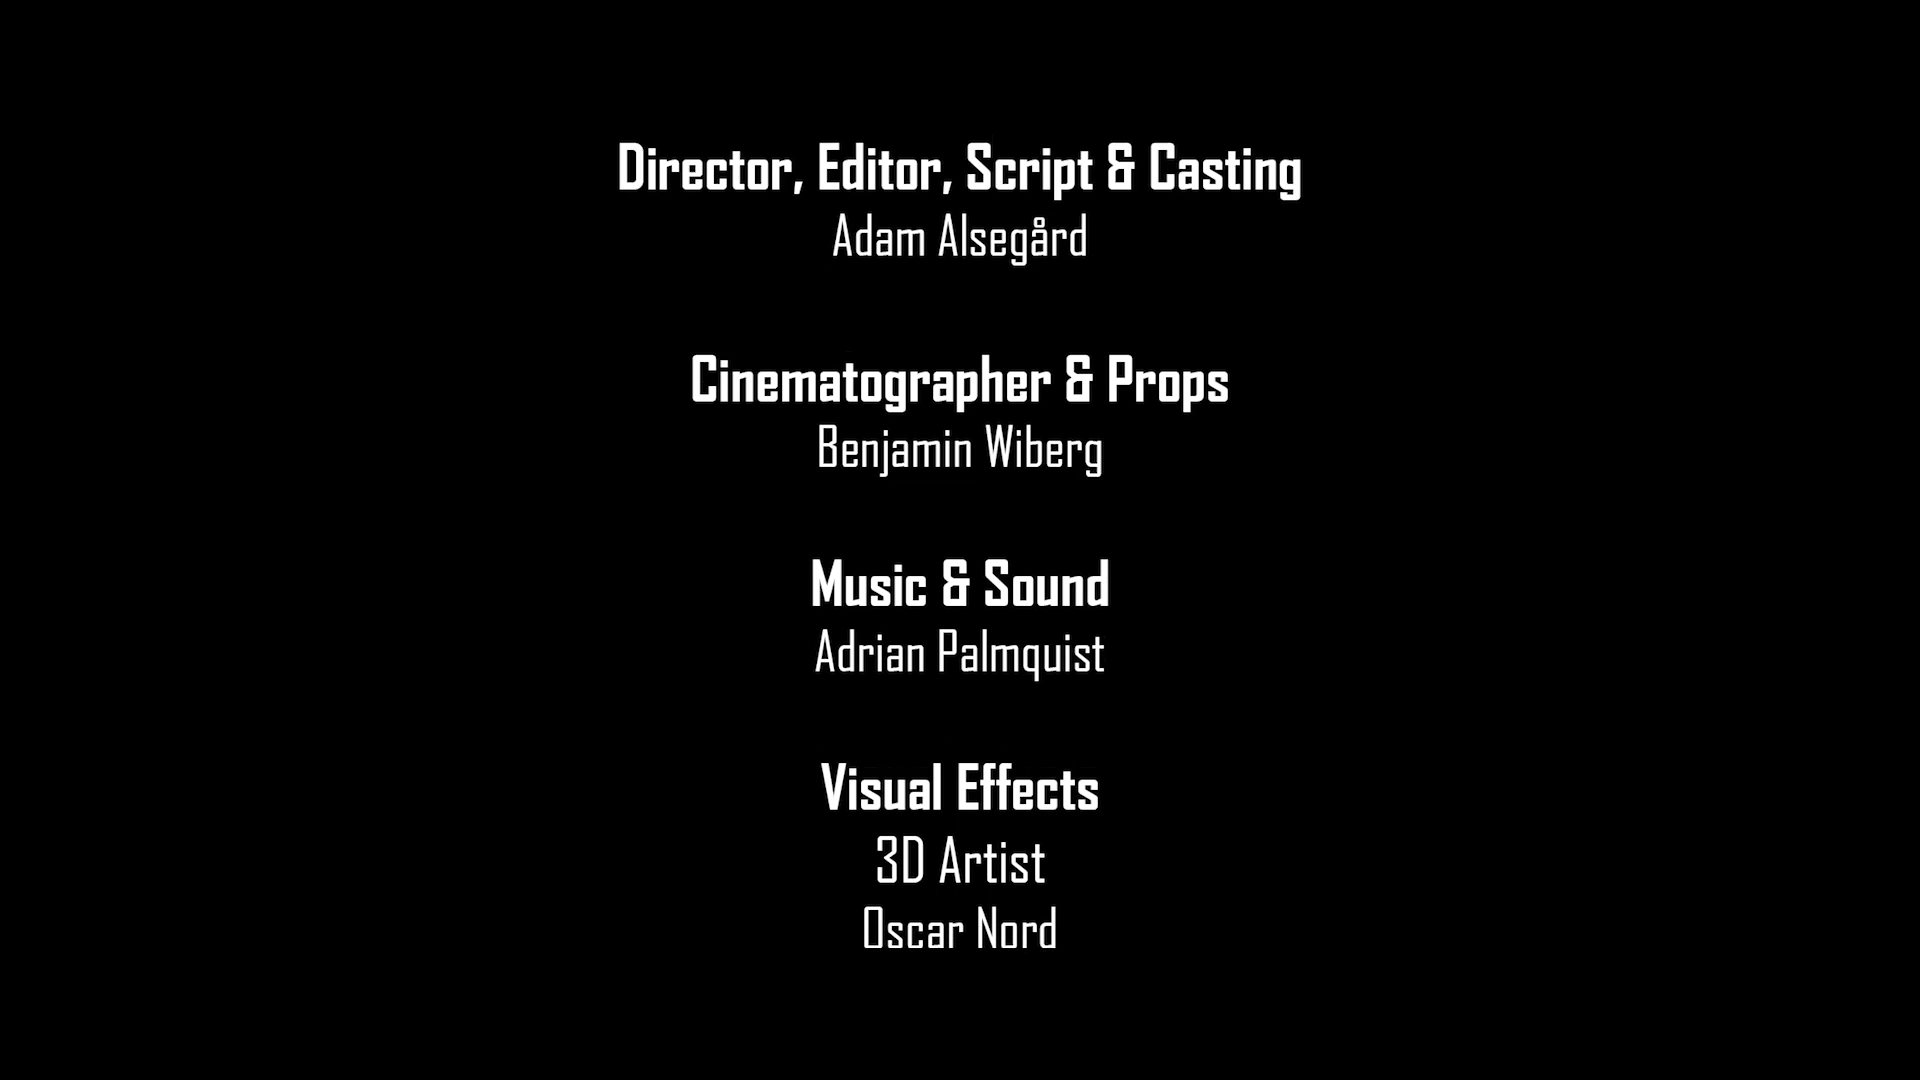 Director, Editor, Script & Casting
Adam Alsegård
Cinematographer & Props
Benjamin Wiberg
Music & Sound
Adrian Palmquist
Visual Effects
3D Artist
Oscar Nord